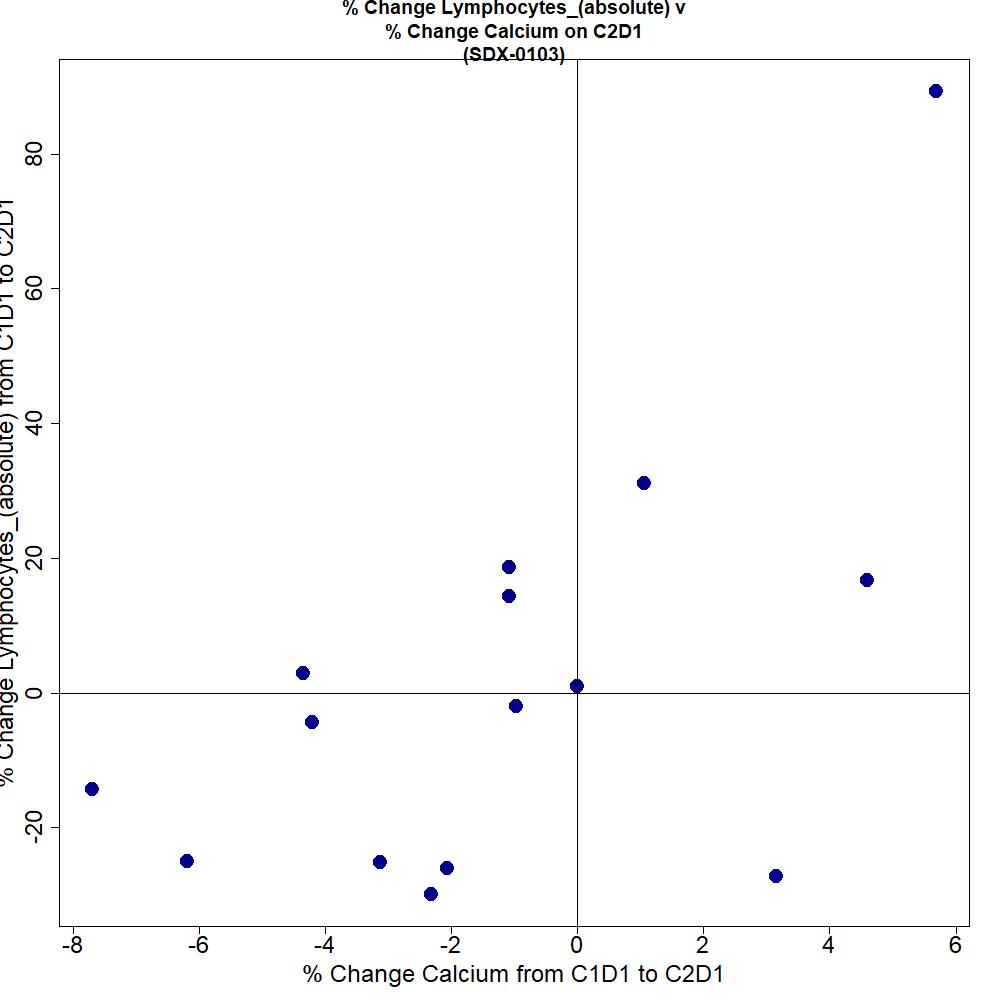 % Change Lymphocytes_(absolute) v
% Change Calcium on C2D1
(SDX-0103)
% Change Lymphocytes_(absolute) from C1D1 to C2D1
80
60
40
20
0
-20
-8
-6
-4
-2
0
2
4
6
% Change Calcium from C1D1 to C2D1